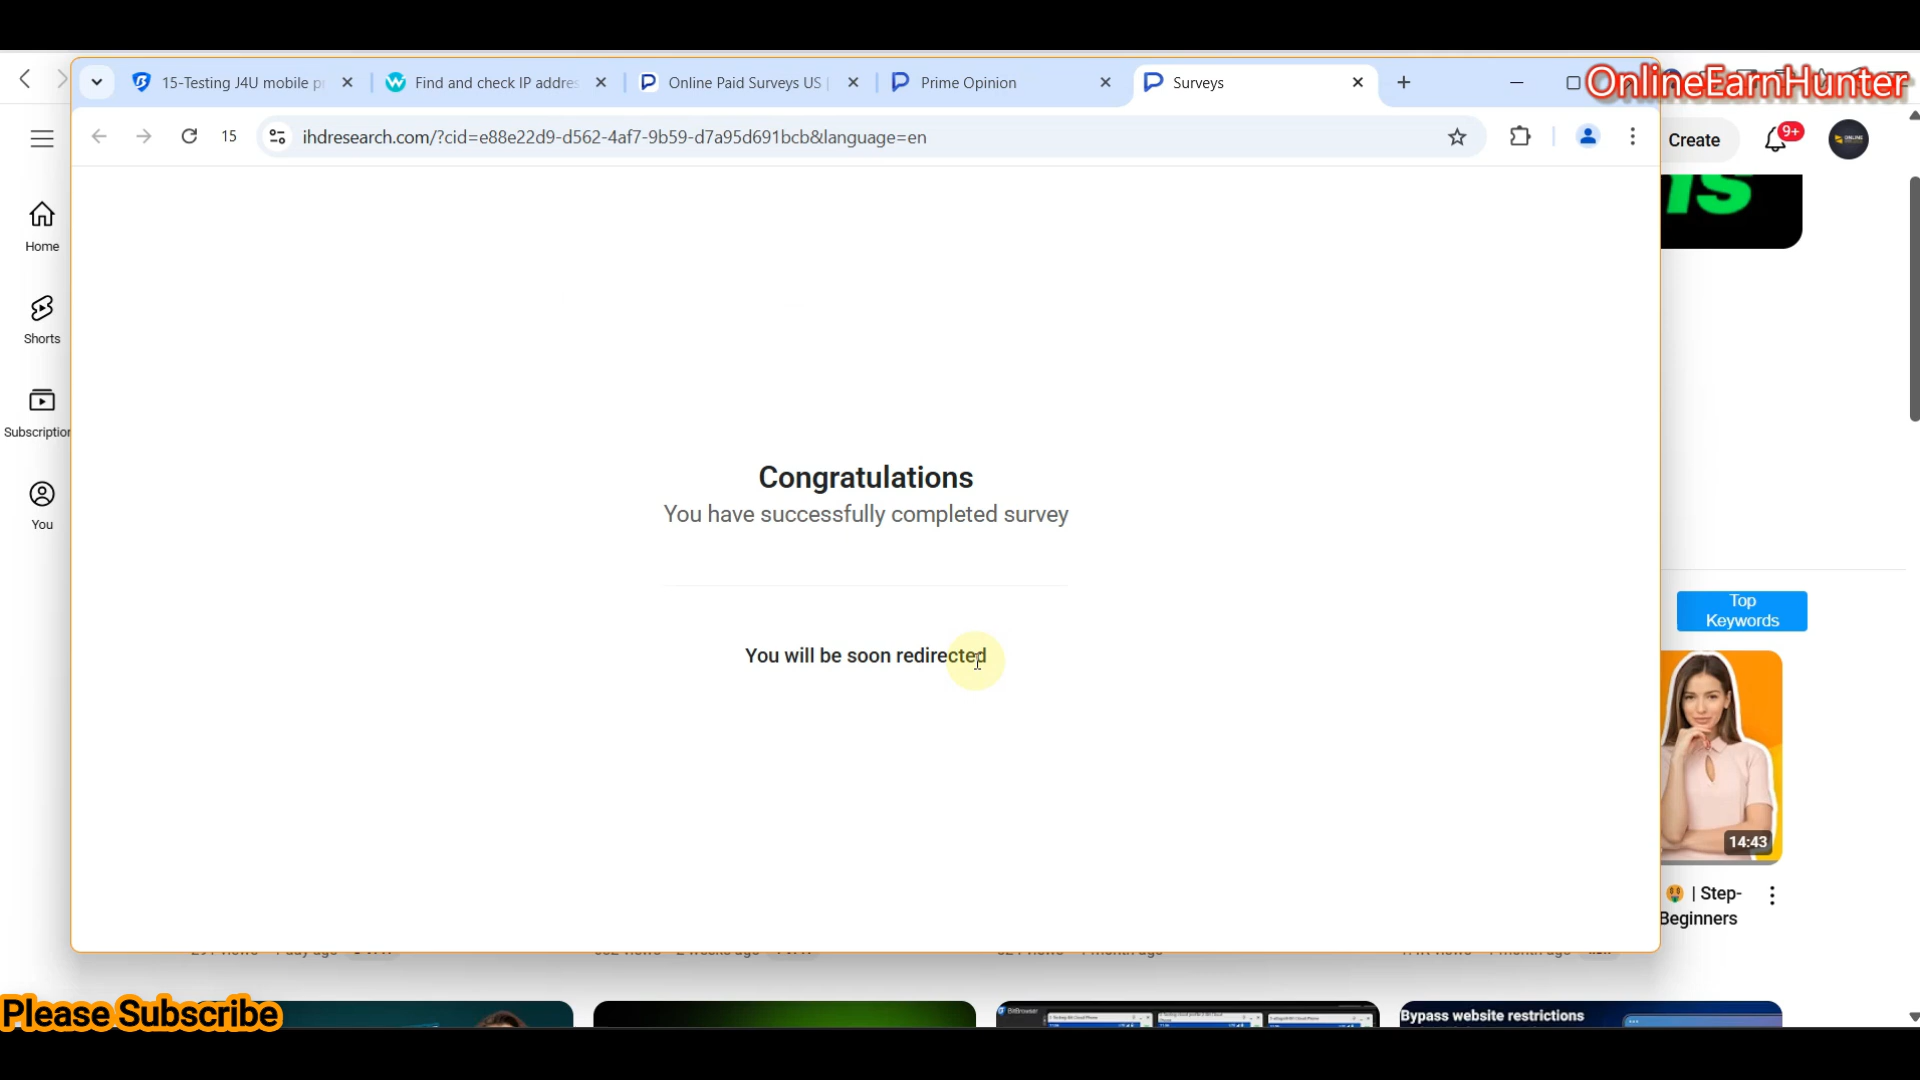 15-Testing J4U mobile p
Find and check IP addres
Online Paid Surveys US |
Prime Opinion
Surveys
OnlineEarnHunter
15
ihdresearch.com/?cid=e88e22d9-d562-4af7-9b59-d7a95d691bcb&language=en
Create
9+
Home
Shorts
Subscription
You
Congratulations
You have successfully completed survey
You will be soon redirected
Top
Keywords
14:43
| Step-
Beginners
Please Subscribe
Bypass website restrictions